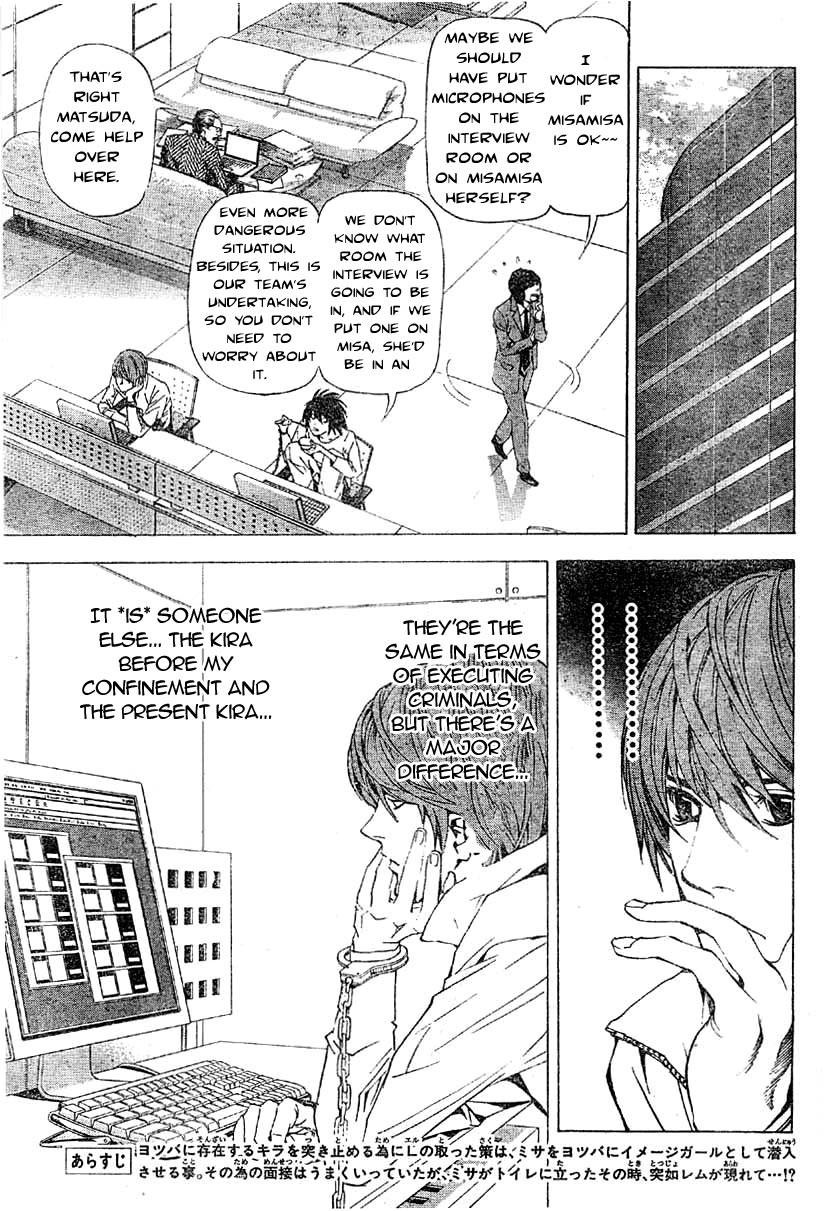 I
WONDER
IF
MISAMISA
IS OK~~
MAYBE WE
SHOULD
HAVE PUT
MICROPHONES
ON THE
INTERVIEW
ROOM OR
ON MISAMISA
HERSELF?
THAT'S
RIGHT
MATSUDA,
COME HELP
OVER
HERE.
WE DON'T
KNOW WHAT
ROOM THE
INTERVIEW IS
GOING TO BE
IN, AND IF WE
PUT ONE ON
MISA, SHE'D
BE IN AN
EVEN MORE
DANGEROUS
SITUATION.
BESIDES, THIS IS
OUR TEAM'S
UNDERTAKING,
SO YOU DON'T
NEED TO
WORRY ABOUT
IT.
THEY'RE THE
SAME IN TERMS
OF EXECUTING
CRIMINALS,
BUT THERE'S A
MAJOR
DIFFERENCE...
IT *IS* SOMEONE
ELSE... THE KIRA
BEFORE MY
CONFINEMENT AND
THE PRESENT KIRA...
あらすじ
ヨツバに存在するキラを突き止める為にLの取った策は、ミサをヨツバにイメージガールとして潜入
させる事。その為の面接はうまくいっていたが、ミサがトイレに立ったその時、突如レムが現れて…!?